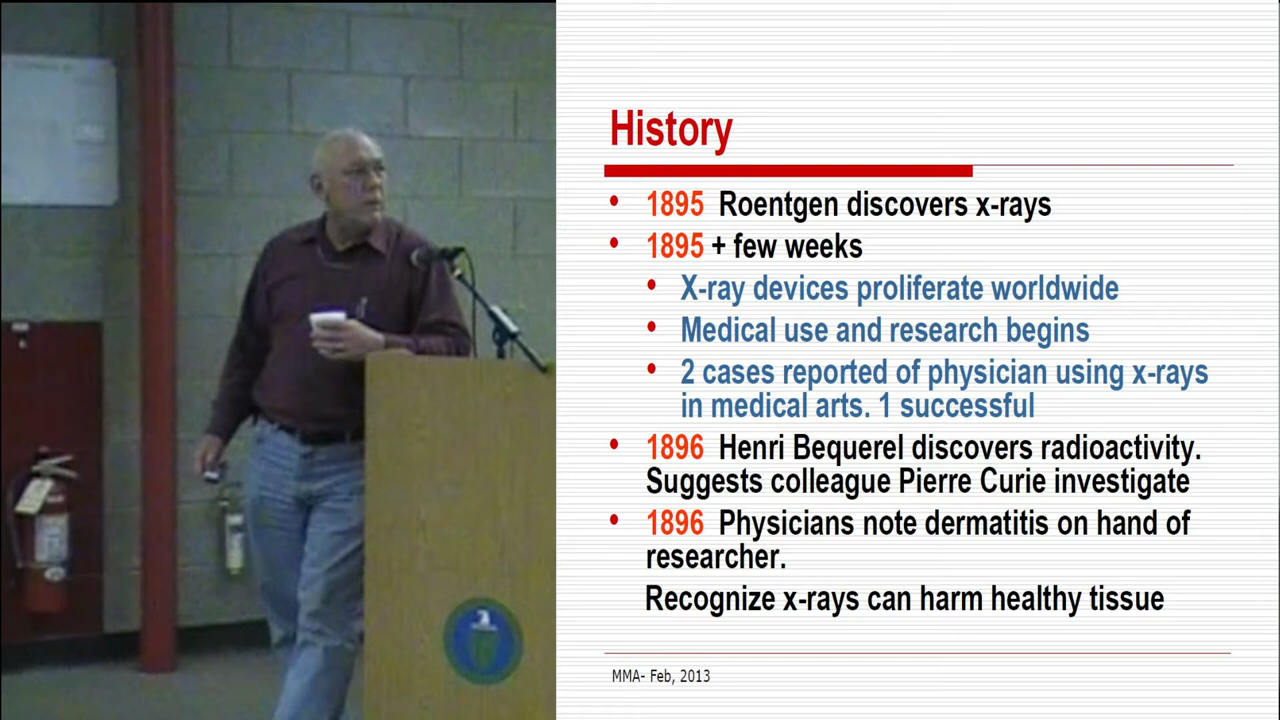 History
1895 Roentgen discovers x-rays
1895 + few weeks
X-ray devices proliferate worldwide
Medical use and research begins
2 cases reported of physician using x-rays
in medical arts. 1 successful
1896 Henri Bequerel discovers radioactivity.
Suggests colleague Pierre Curie investigate
1896 Physicians note dermatitis on hand of
researcher.
Recognize x-rays can harm healthy tissue
MMA- Feb, 2013